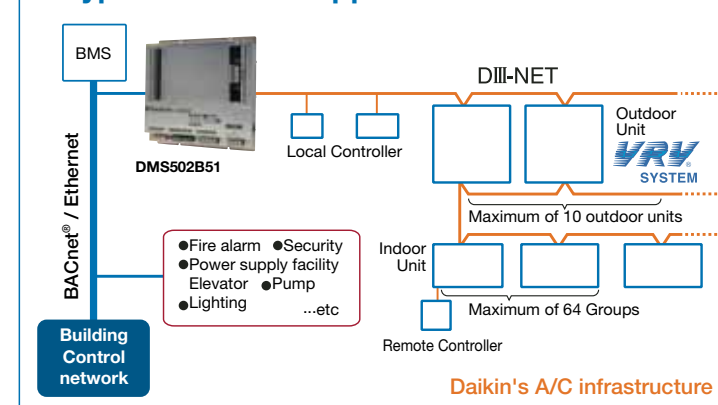 BMS
DIII-NET
Outdoor
Unit
VRV
SYSTEM
Local Controller
DMS502B51
Maximum of 10 outdoor units
BACnet® / Ethernet
●Fire alarm ●Security
●Power supply facility
Elevator ●Pump
●Lighting
...etc
Indoor
Unit
Maximum of 64 Groups
Remote Controller
Building
Control
network
Daikin's A/C infrastructure